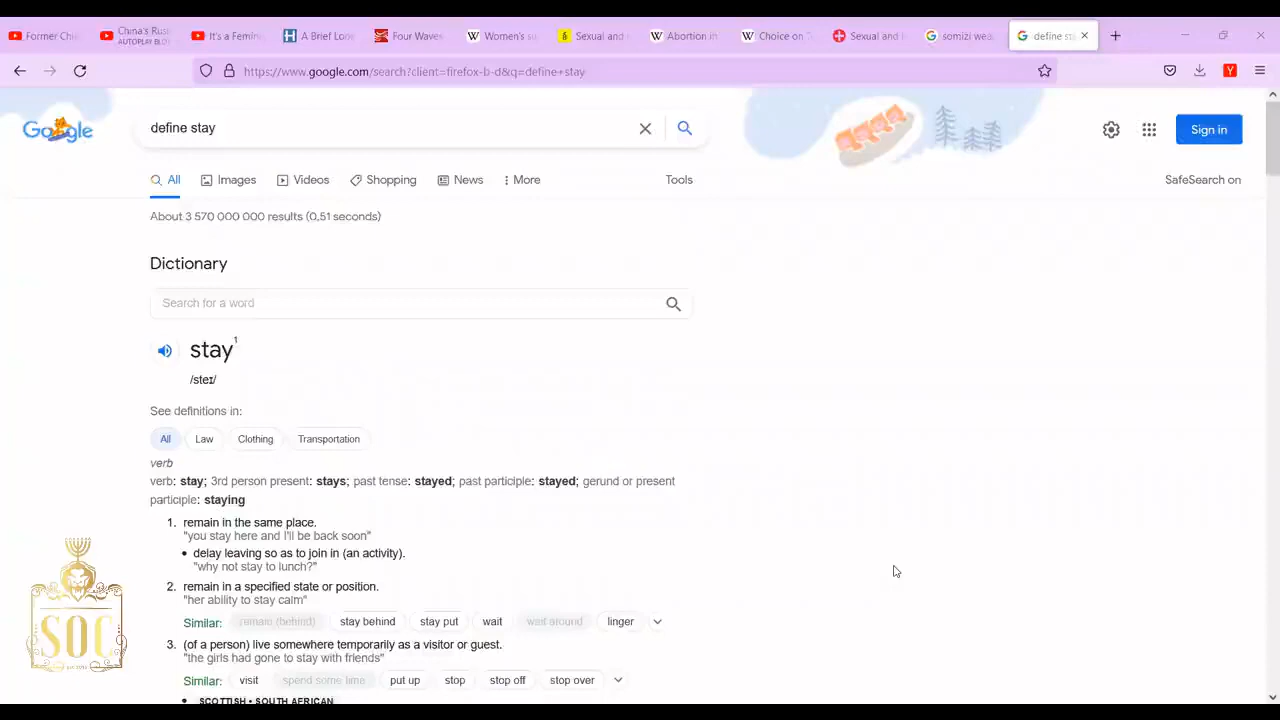 Former Chi
China's Rus
AUTOPLAY BLO
It's a Femin
A Brief Look
Four Waves
Women's su
Sexual and
Abortion in
Choice on T
Sexual and
somizi wea
define sta
https://www.google.com/search?client=firefox-b-d&q=define+stay
Google
define stay
Sign in
All
Images
Videos
Shopping
News
More
Tools
SafeSearch on
About 3 570 000 000 results (0,51 seconds)
Dictionary
Search for a word
stay1
/steɪ/
See definitions in:
All
Law
Clothing
Transportation
verb
verb: stay; 3rd person present: stays; past tense: stayed; past participle: stayed; gerund or present
participle: staying
1. remain in the same place.
"you stay here and I'll be back soon"
• delay leaving so as to join in (an activity).
"why not stay to lunch?"
2. remain in a specified state or position.
"her ability to stay calm"
Similar: remain (behind) stay behind stay put wait wait around linger
3. (of a person) live somewhere temporarily as a visitor or guest.
"the girls had gone to stay with friends"
Similar: visit spend some time put up stop stop off stop over
• SCOTTISH • SOUTH AFRICAN
SOC